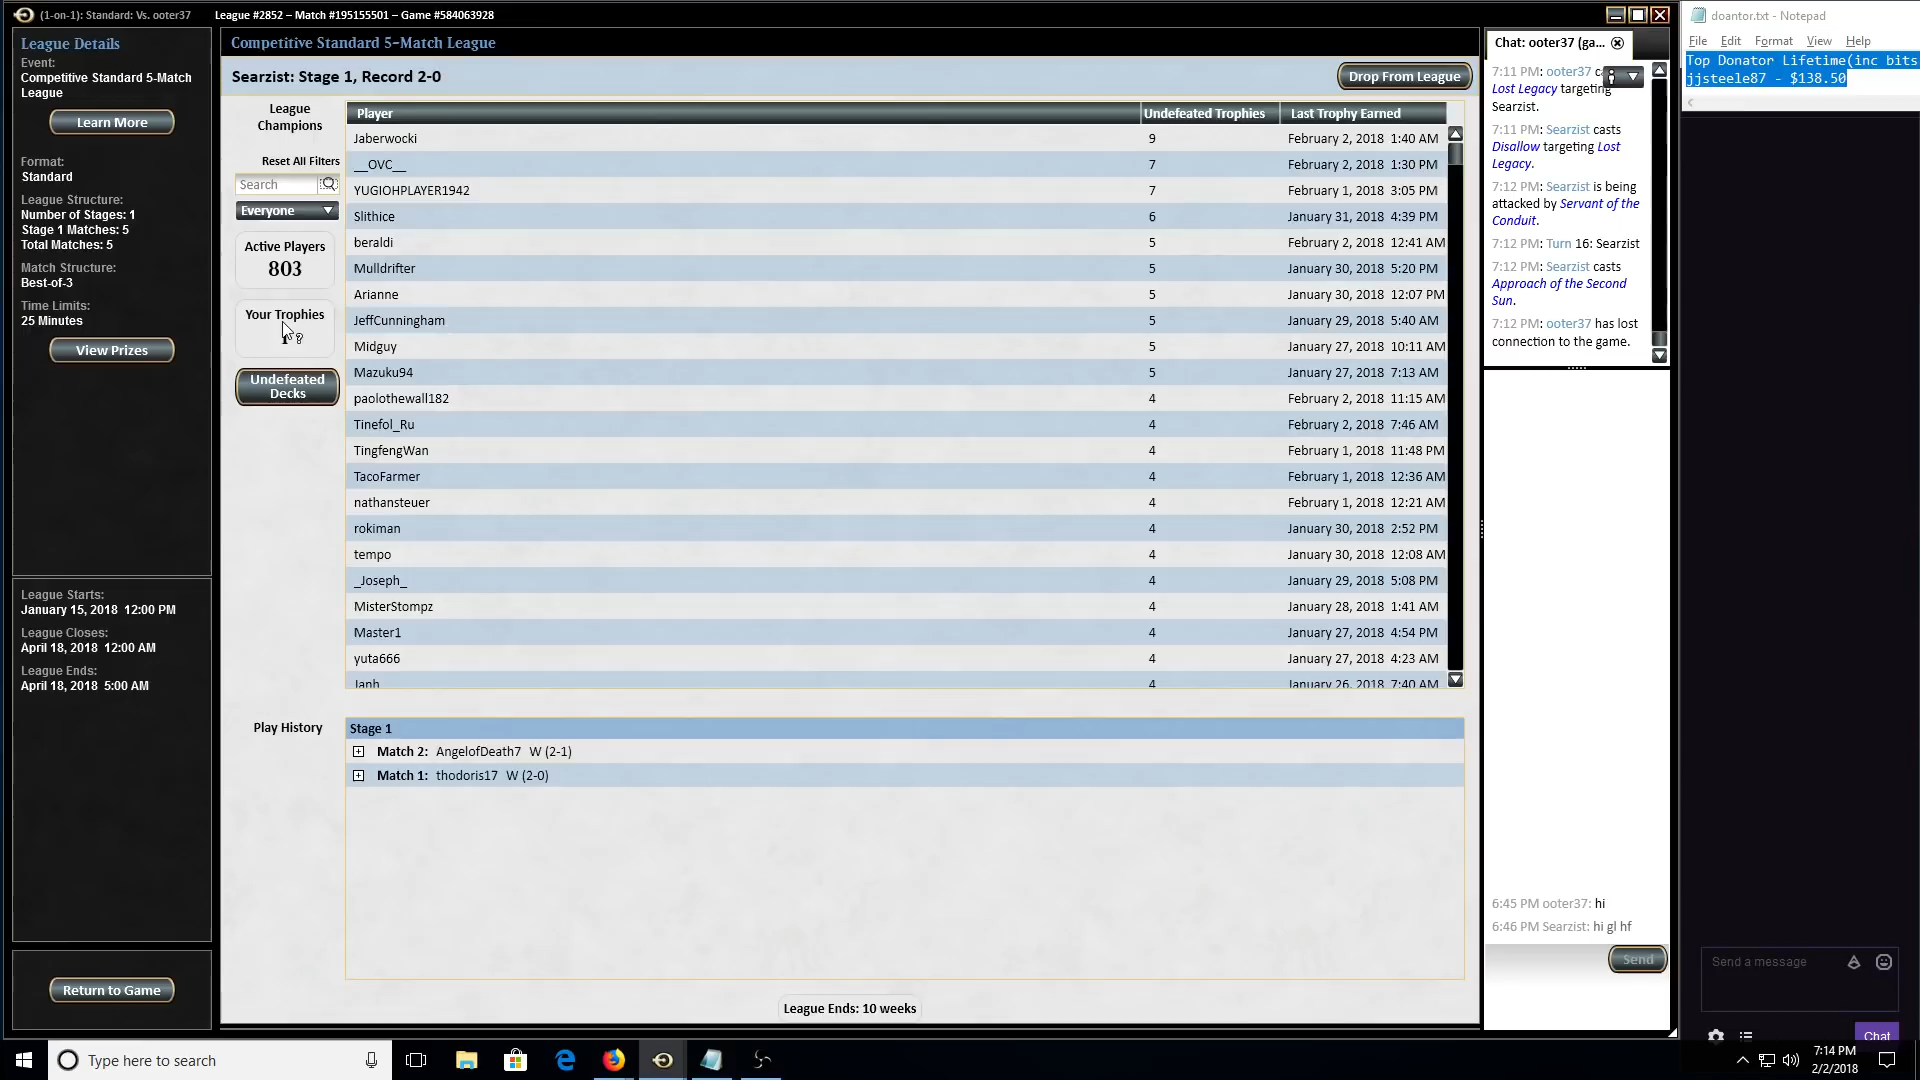 (1-on-1): Standard: Vs. ooter37 League #2852 – Match #195155501 – Game #584063928
League Details
Event:
Competitive Standard 5-Match
League
Learn More
Format:
Standard
League Structure:
Number of Stages: 1
Stage 1 Matches: 5
Total Matches: 5
Match Structure:
Best-of-3
Time Limits:
25 Minutes
View Prizes
League Starts:
January 15, 2018 12:00 PM
League Closes:
April 18, 2018 12:00 AM
League Ends:
April 18, 2018 5:00 AM
Return to Game
Competitive Standard 5-Match League
Searzist: Stage 1, Record 2-0
Drop From League
League
Champions
Reset All Filters
Search
Everyone
Active Players
803
Your Trophies
Undefeated
Decks
Player Undefeated Trophies Last Trophy Earned
Jaberwocki 9 February 2, 2018 1:40 AM
__OVC__ 7 February 2, 2018 1:30 PM
YUGIOHPLAYER1942 7 February 1, 2018 3:05 PM
Slithice 6 January 31, 2018 4:39 PM
beraldi 5 February 2, 2018 12:41 AM
Mulldrifter 5 January 30, 2018 5:20 PM
Arianne 5 January 30, 2018 12:07 PM
JeffCunningham 5 January 29, 2018 5:40 AM
Midguy 5 January 27, 2018 10:11 AM
Mazuku94 5 January 27, 2018 7:13 AM
paolothewall182 4 February 2, 2018 11:15 AM
Tinefol_Ru 4 February 2, 2018 7:46 AM
TingfengWan 4 February 1, 2018 11:48 PM
TacoFarmer 4 February 1, 2018 12:36 AM
nathansteuer 4 February 1, 2018 12:21 AM
rokiman 4 January 30, 2018 2:52 PM
tempo 4 January 30, 2018 12:08 AM
_Joseph_ 4 January 29, 2018 5:08 PM
MisterStompz 4 January 28, 2018 1:41 AM
Master1 4 January 27, 2018 4:54 PM
yuta666 4 January 27, 2018 4:23 AM
4 January 26, 2018 7:40 AM
Play History
Stage 1
Match 2: AngelofDeath7 W (2-1)
Match 1: thodoris17 W (2-0)
League Ends: 10 weeks
Chat: ooter37 (ga...
7:11 PM: ooter37 c
Lost Legacy targeting
Searzist.
7:11 PM: Searzist casts
Disallow targeting Lost
Legacy.
7:12 PM: Searzist is being
attacked by Servant of the
Conduit.
7:12 PM: Turn 16: Searzist
7:12 PM: Searzist casts
Approach of the Second
Sun.
7:12 PM: ooter37 has lost
connection to the game.
6:45 PM ooter37: hi
6:46 PM Searzist: hi gl hf
Send
doantor.txt - Notepad
File Edit Format View Help
Top Donator Lifetime(inc bits
jjsteele87 - $138.50
Send a message
Chat
Type here to search
7:14 PM
2/2/2018